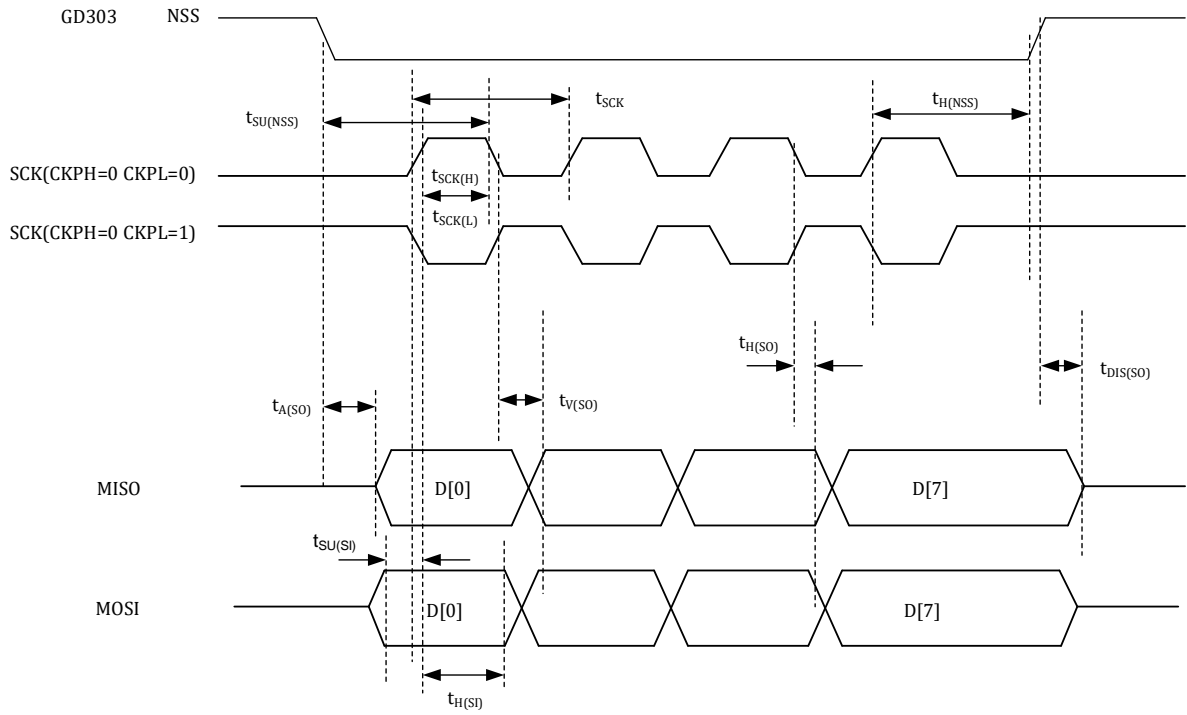 GD303 NSS
tSCK
tH(NSS)
tSU(NSS)
SCK(CKPH=0 CKPL=0)
tSCK(H)
tSCK(L)
SCK(CKPH=0 CKPL=1)
tH(SO)
tDIS(SO)
tA(SO)
tV(SO)
MISO D[0] D[7]
tSU(SI)
MOSI D[0] D[7]
tH(SI)